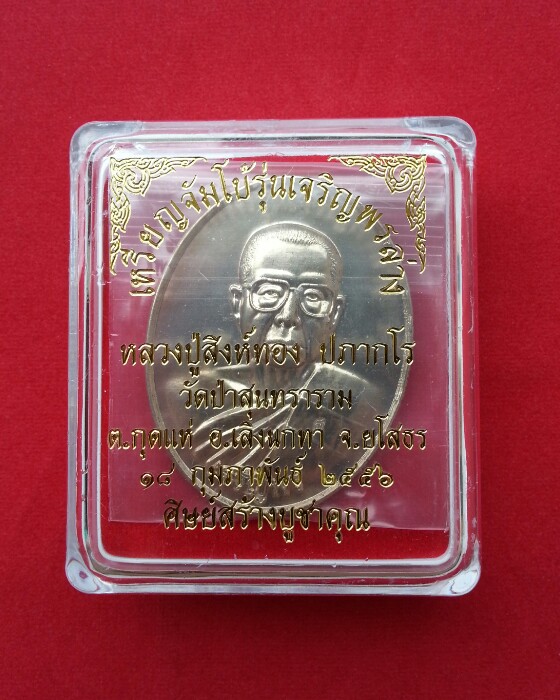 เหรียญจัมโบ้รุ่นเจริญพรล่าง
หลวงปู่สิงห์ทอง ปภากโร
วัดป่าสุนทราราม
ต.กุดแห่ อ.เลิงนกทา จ.ยโสธร
๑๘ กุมภาพันธ์ ๒๕๕๖
ศิษย์สร้างบูชาคุณ